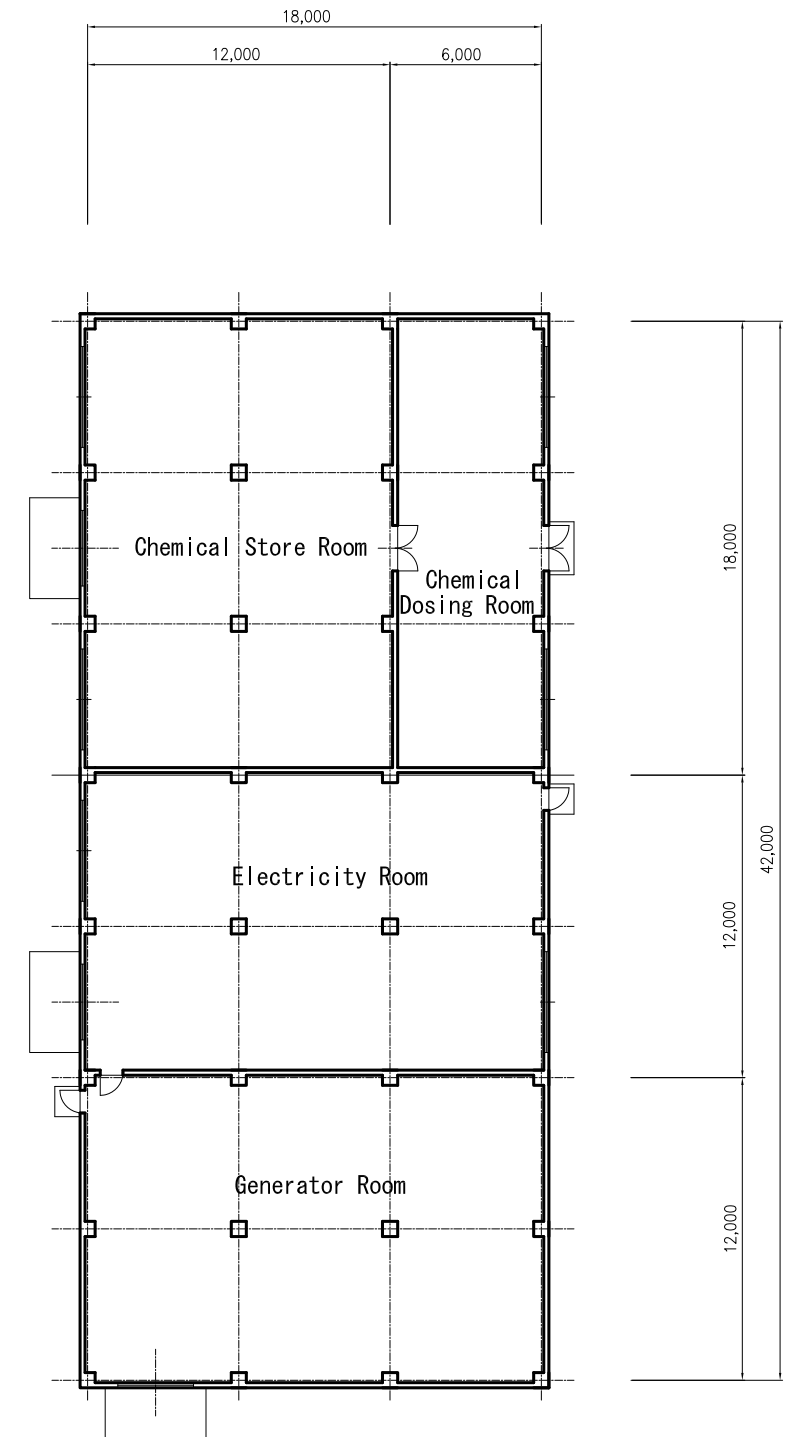 18,000
12,000
6,000
Chemical Store Room
Chemical
Dosing Room
18,000
Electricity Room
12,000
42,000
Generator Room
12,000